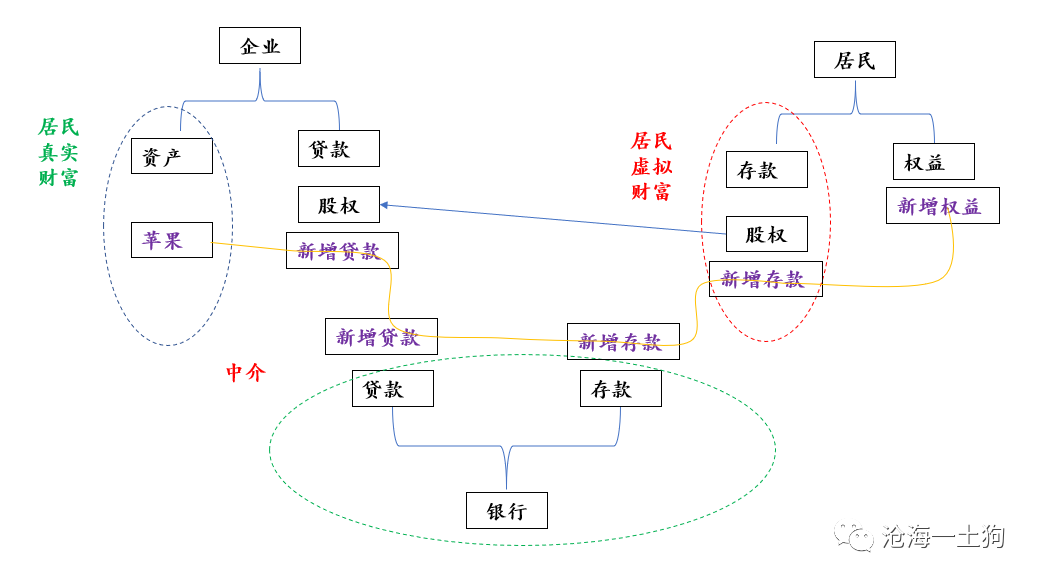 企业
居民
居民
真实
财富
资产
贷款
股权
苹果
新增贷款
居民
虚拟
财富
存款
权益
新增权益
股权
新增存款
新增贷款
新增存款
中介
贷款
存款
银行
沧海一土狗